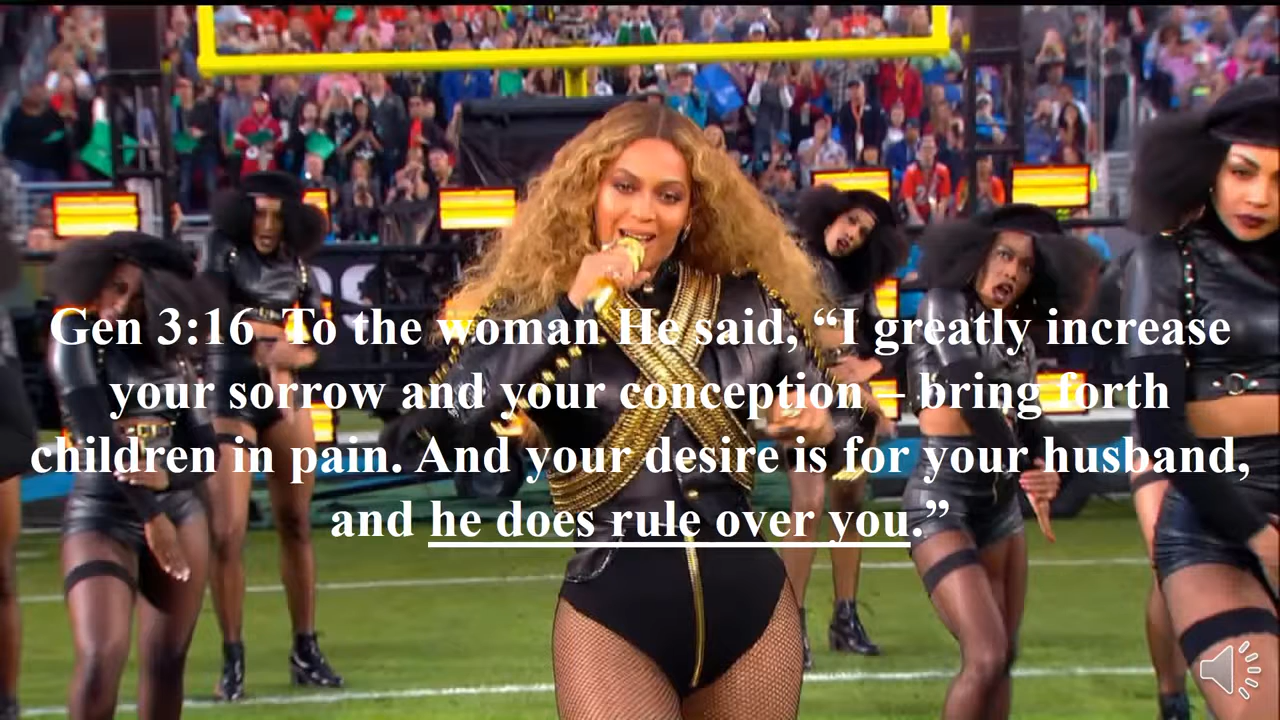 Gen 3:16  To the woman He said, “I greatly increase
your sorrow and your conception – bring forth
children in pain. And your desire is for your husband,
and he does rule over you.”